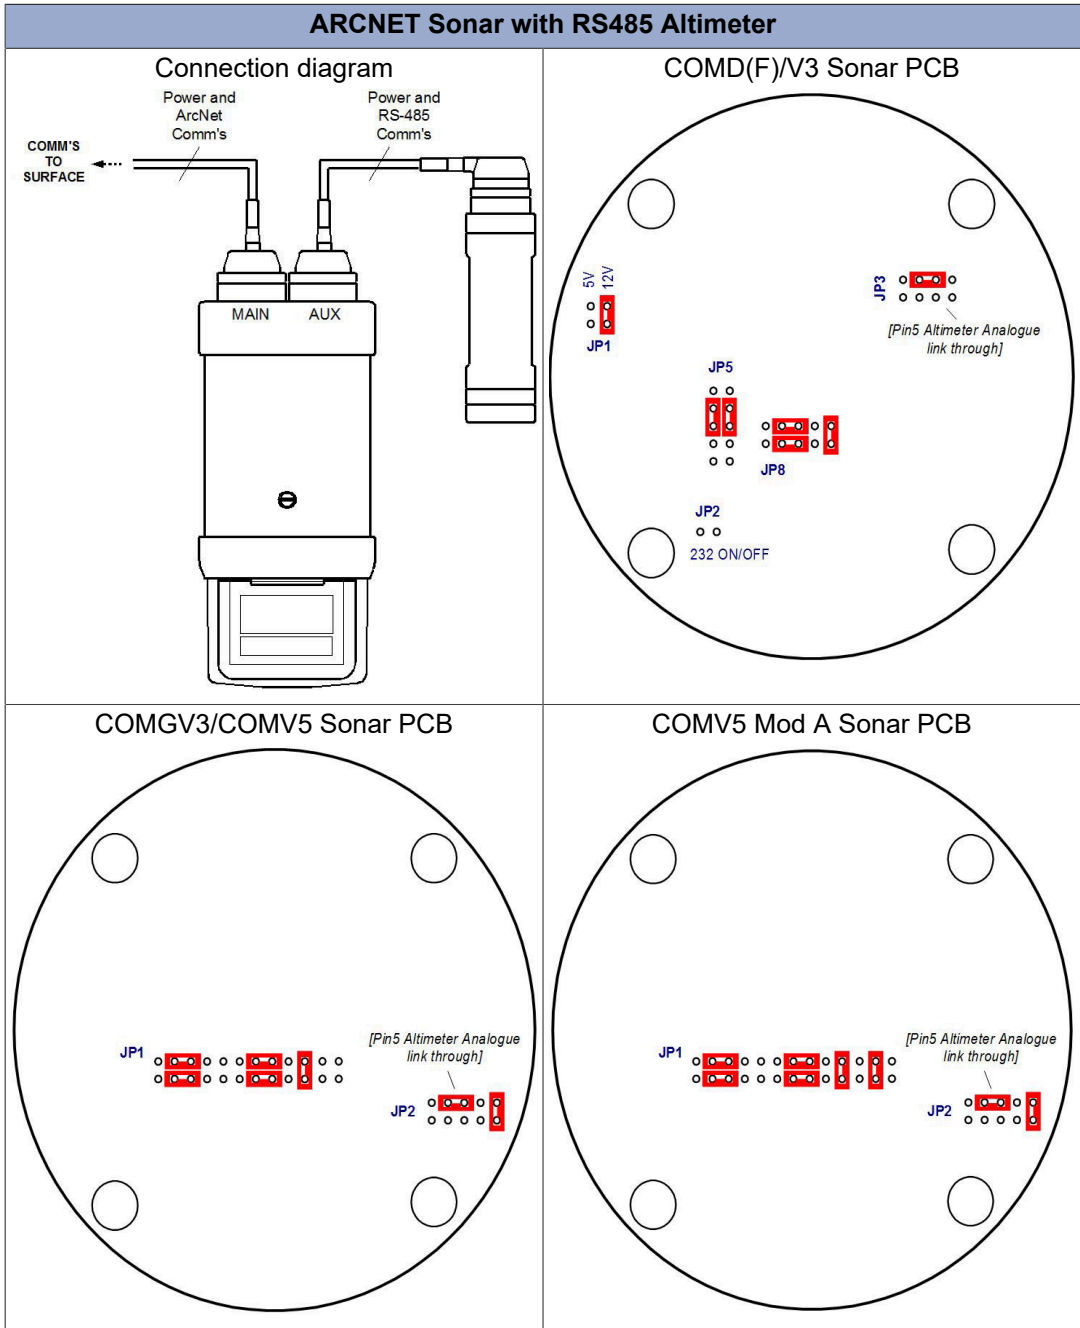 ARCNET Sonar with RS485 Altimeter
Connection diagram
Power and
ArcNet
Comm's
Power and
RS-485
Comm's
COMM'S
TO
SURFACE
MAIN
AUX
COMD(F)/V3 Sonar PCB
5V
12V
JP1
JP3
[Pin5 Altimeter Analogue
link through]
JP5
JP8
JP2
232 ON/OFF
COMGV3/COMV5 Sonar PCB
JP1
[Pin5 Altimeter Analogue
link through]
JP2
COMV5 Mod A Sonar PCB
JP1
[Pin5 Altimeter Analogue
link through]
JP2